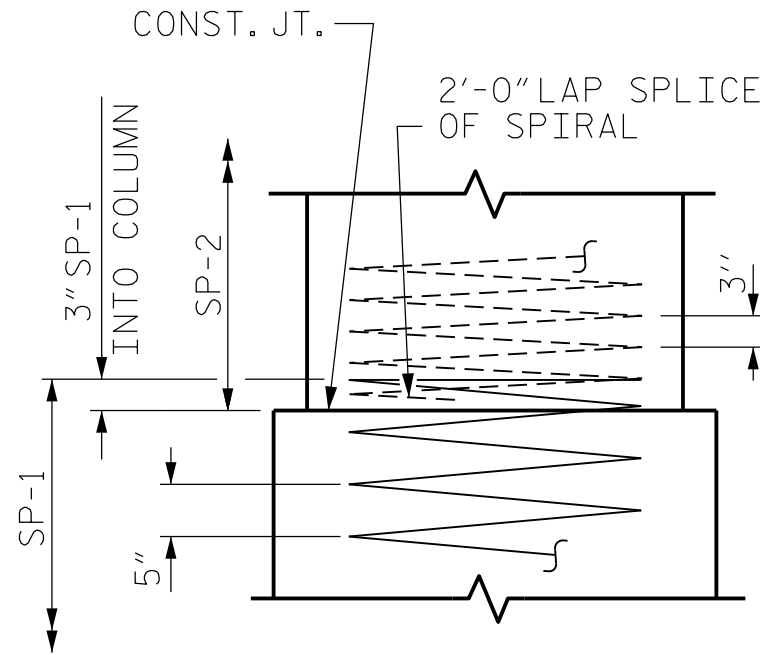 CONST. JT.
2'-0" LAP SPLICE
OF SPIRAL
3" SP-1
INTO COLUMN
SP-2
3''
SP-1
5"